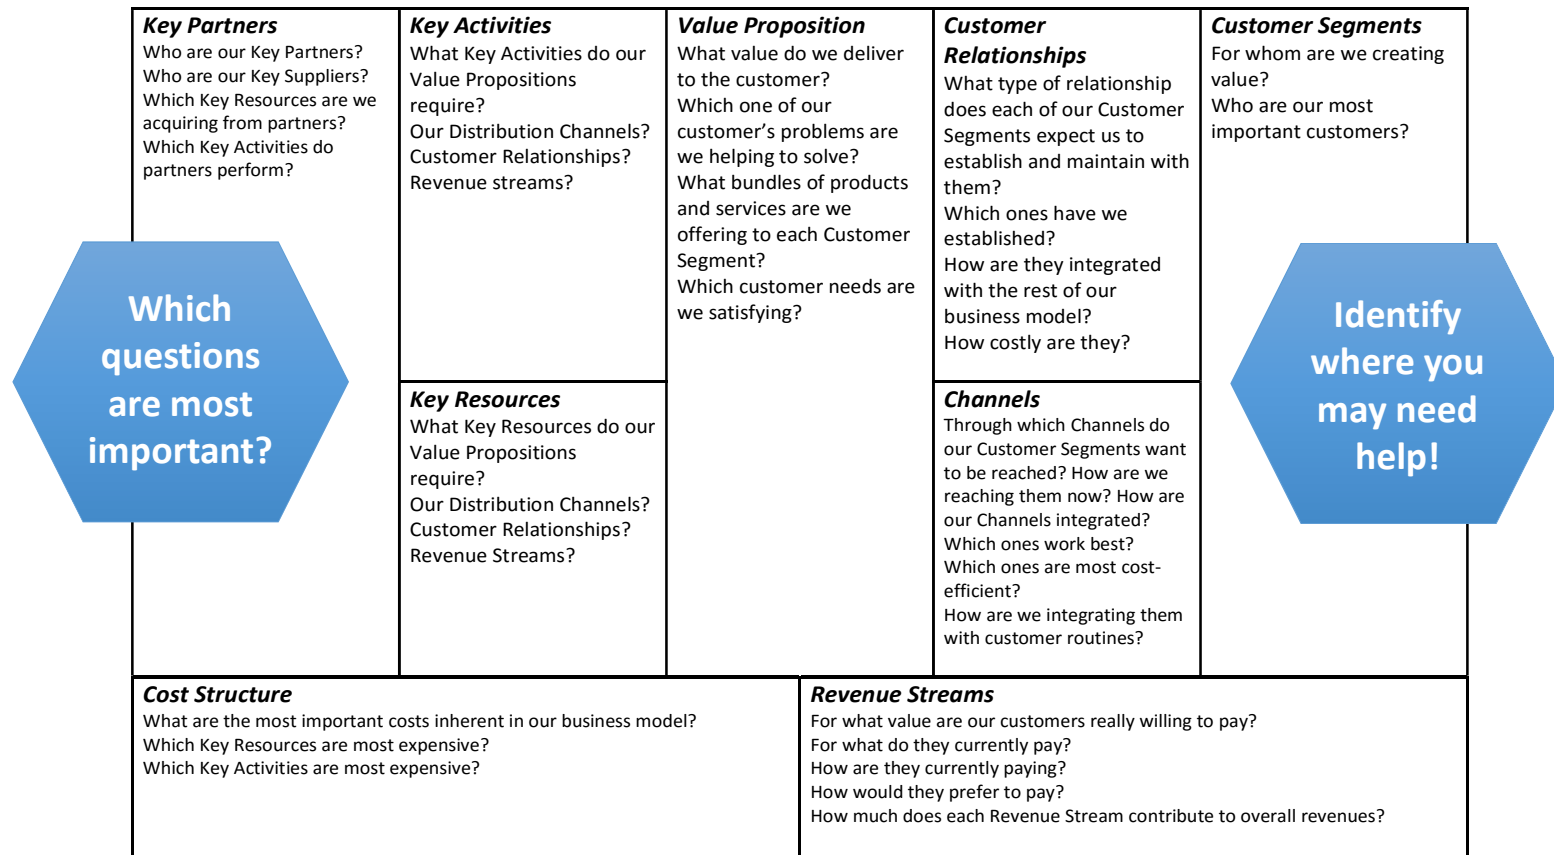 Key Partners
Who are our Key Partners?
Who are our Key Suppliers?
Which Key Resources are we
acquiring from partners?
Which Key Activities do
partners perform?
Key Activities
What Key Activities do our
Value Propositions
require?
Our Distribution Channels?
Customer Relationships?
Revenue streams?
Key Resources
What Key Resources do our
Value Propositions
require?
Our Distribution Channels?
Customer Relationships?
Revenue Streams?
Value Proposition
What value do we deliver
to the customer?
Which one of our
customer’s problems are
we helping to solve?
What bundles of products
and services are we
offering to each Customer
Segment?
Which customer needs are
we satisfying?
Customer
Relationships
What type of relationship
does each of our Customer
Segments expect us to
establish and maintain with
them?
Which ones have we
established?
How are they integrated
with the rest of our
business model?
How costly are they?
Channels
Through which Channels do
our Customer Segments want
to be reached? How are we
reaching them now? How are
our Channels integrated?
Which ones work best?
Which ones are most cost-
efficient?
How are we integrating them
with customer routines?
Customer Segments
For whom are we creating
value?
Who are our most
important customers?
Which
questions
are most
important?
Identify
where you
may need
help!
Cost Structure
What are the most important costs inherent in our business model?
Which Key Resources are most expensive?
Which Key Activities are most expensive?
Revenue Streams
For what value are our customers really willing to pay?
For what do they currently pay?
How are they currently paying?
How would they prefer to pay?
How much does each Revenue Stream contribute to overall revenues?